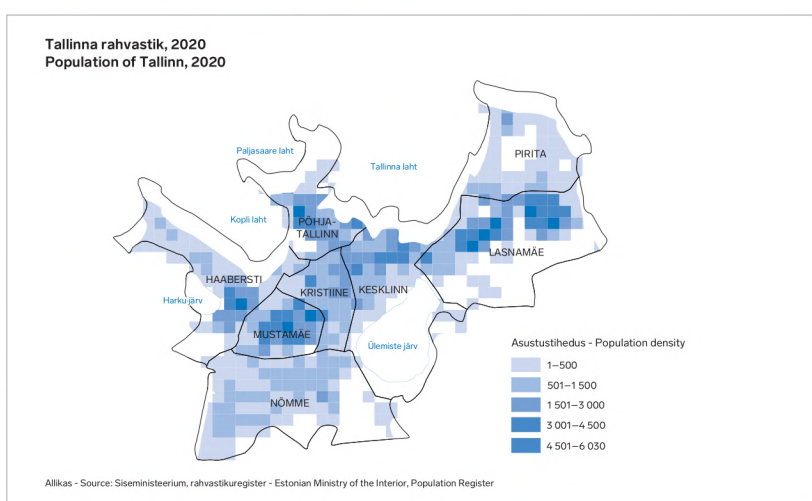 Tallinna rahvastik, 2020
Population of Tallinn, 2020
Paljasaare laht
Tallinna laht
PIRITA
Kopli laht
PÕHJA-
TALLINN
LASNAMÄE
HAABERSTI
KRISTIINE
KESKLINN
Harku järv
MUSTAMÄE
Ülemiste järv
NÕMME
Asustustihedus - Population density
1–500
501–1 500
1 501–3 000
3 001–4 500
4 501–6 030
Allikas - Source: Siseministeerium, rahvastikuregister - Estonian Ministry of the Interior, Population Register